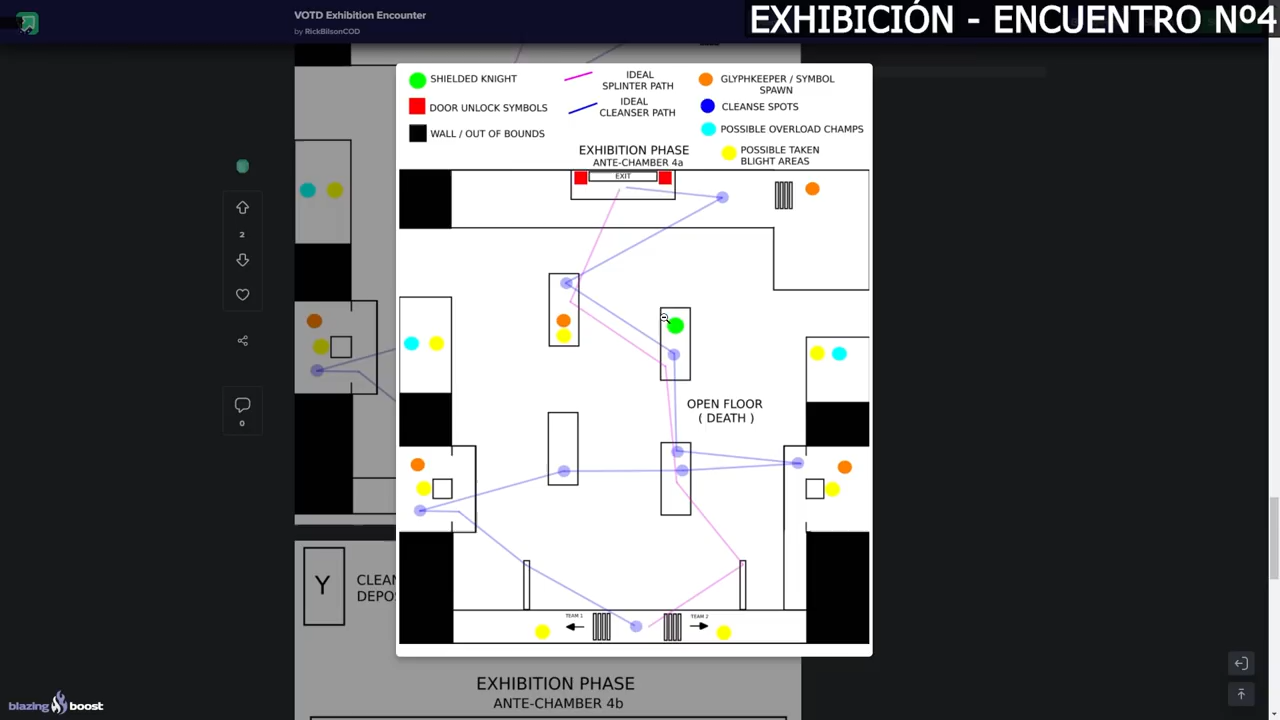 VOTD Exhibition Encounter
by RickBilsonCOD
EXHIBICIÓN - ENCUENTRO Nº4
SHIELDED KNIGHT
DOOR UNLOCK SYMBOLS
WALL / OUT OF BOUNDS
IDEAL
SPLINTER PATH
IDEAL
CLEANSER PATH
GLYPHKEEPER / SYMBOL
SPAWN
CLEANSE SPOTS
POSSIBLE OVERLOAD CHAMPS
POSSIBLE TAKEN
BLIGHT AREAS
EXHIBITION PHASE
ANTE-CHAMBER 4a
EXIT
2
OPEN FLOOR
( DEATH )
0
TEAM 1
TEAM 2
Y
CLEAN
DEPOS
EXHIBITION PHASE
ANTE-CHAMBER 4b
blazing boost